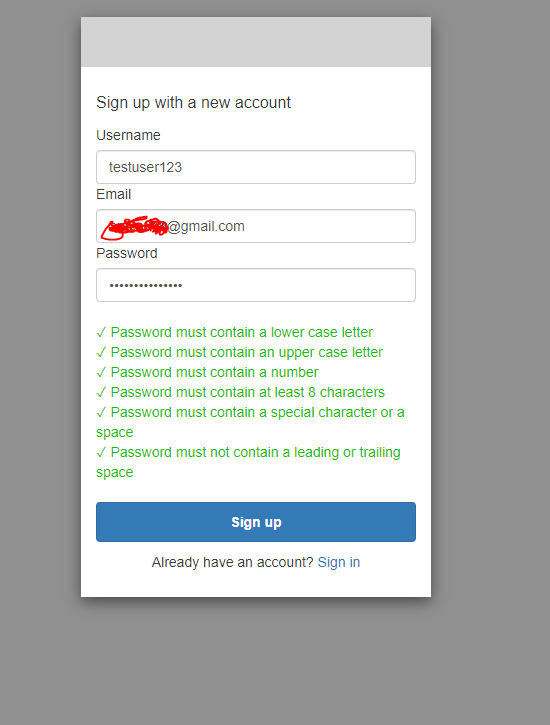 Sign up with a new account
Username
testuser123
Email
@gmail.com
Password
•••••••••••••••
✓ Password must contain a lower case letter
✓ Password must contain an upper case letter
✓ Password must contain a number
✓ Password must contain at least 8 characters
✓ Password must contain a special character or a
space
✓ Password must not contain a leading or trailing
space
Sign up
Already have an account? Sign in